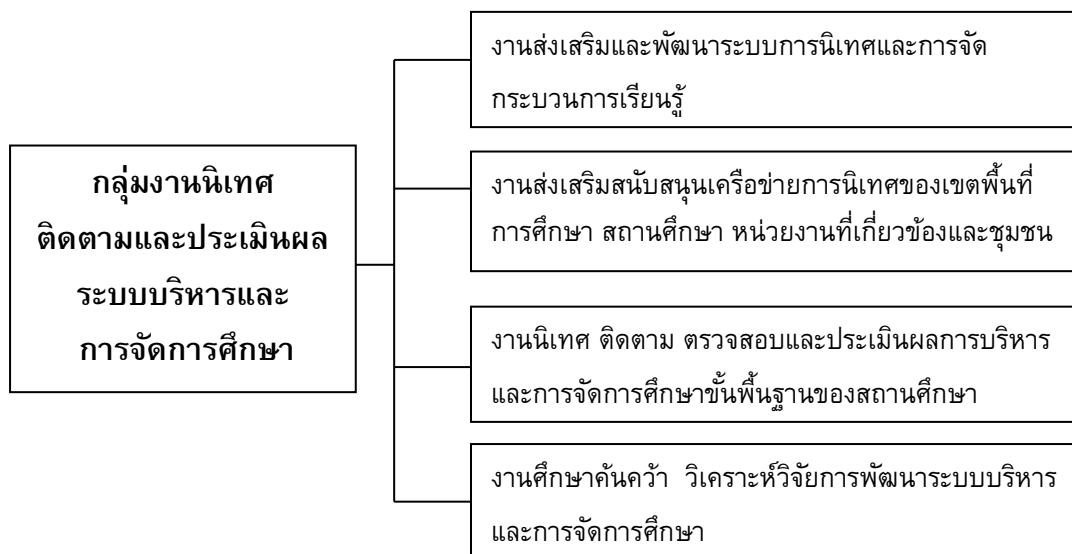 กลุ่มงานนิเทศ
ติดตามและประเมินผล
ระบบบริหารและ
การจัดการศึกษา
งานส่งเสริมและพัฒนาระบบการนิเทศและการจัด
กระบวนการเรียนรู้
งานส่งเสริมสนับสนุนเครือข่ายการนิเทศของเขตพื้นที่
การศึกษา สถานศึกษา หน่วยงานที่เกี่ยวข้องและชุมชน
งานนิเทศ ติดตาม ตรวจสอบและประเมินผลการบริหาร
และการจัดการศึกษาขั้นพื้นฐานของสถานศึกษา
งานศึกษาค้นคว้า วิเคราะห์วิจัยการพัฒนาระบบบริหาร
และการจัดการศึกษา